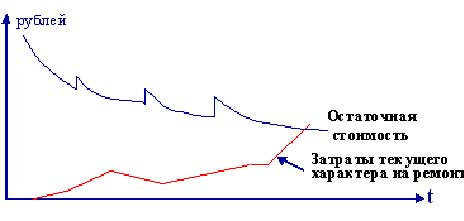 рублей
Остаточная
стоимость
Затраты текущего
характера на ремонт
t